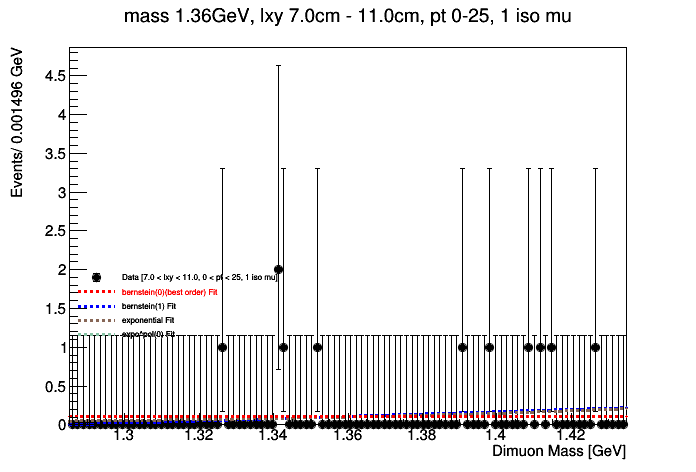 mass 1.36GeV, lxy 7.0cm - 11.0cm, pt 0-25, 1 iso mu
Events/ 0.001496 GeV
4.5
4
3.5
3
2.5
2
1.5
1
0.5
0
Data [7.0 < lxy < 11.0, 0 < pt < 25, 1 iso mu]
bernstein(0)(best order) Fit
bernstein(1) Fit
exponential Fit
expo*pol(0) Fit
1.3 1.32 1.34 1.36 1.38 1.4 1.42
Dimuon Mass [GeV]